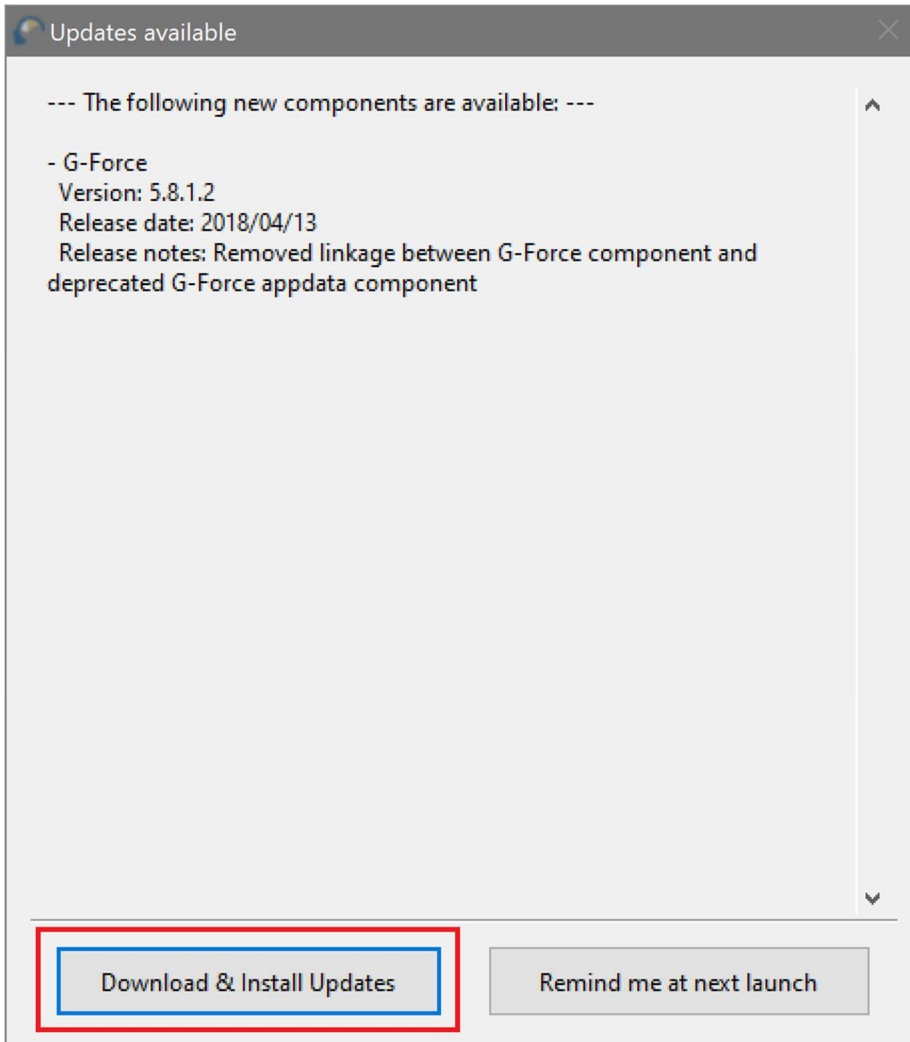 Updates available
--- The following new components are available: ---
- G-Force
Version: 5.8.1.2
Release date: 2018/04/13
Release notes: Removed linkage between G-Force component and
deprecated G-Force appdata component
Download & Install Updates
Remind me at next launch